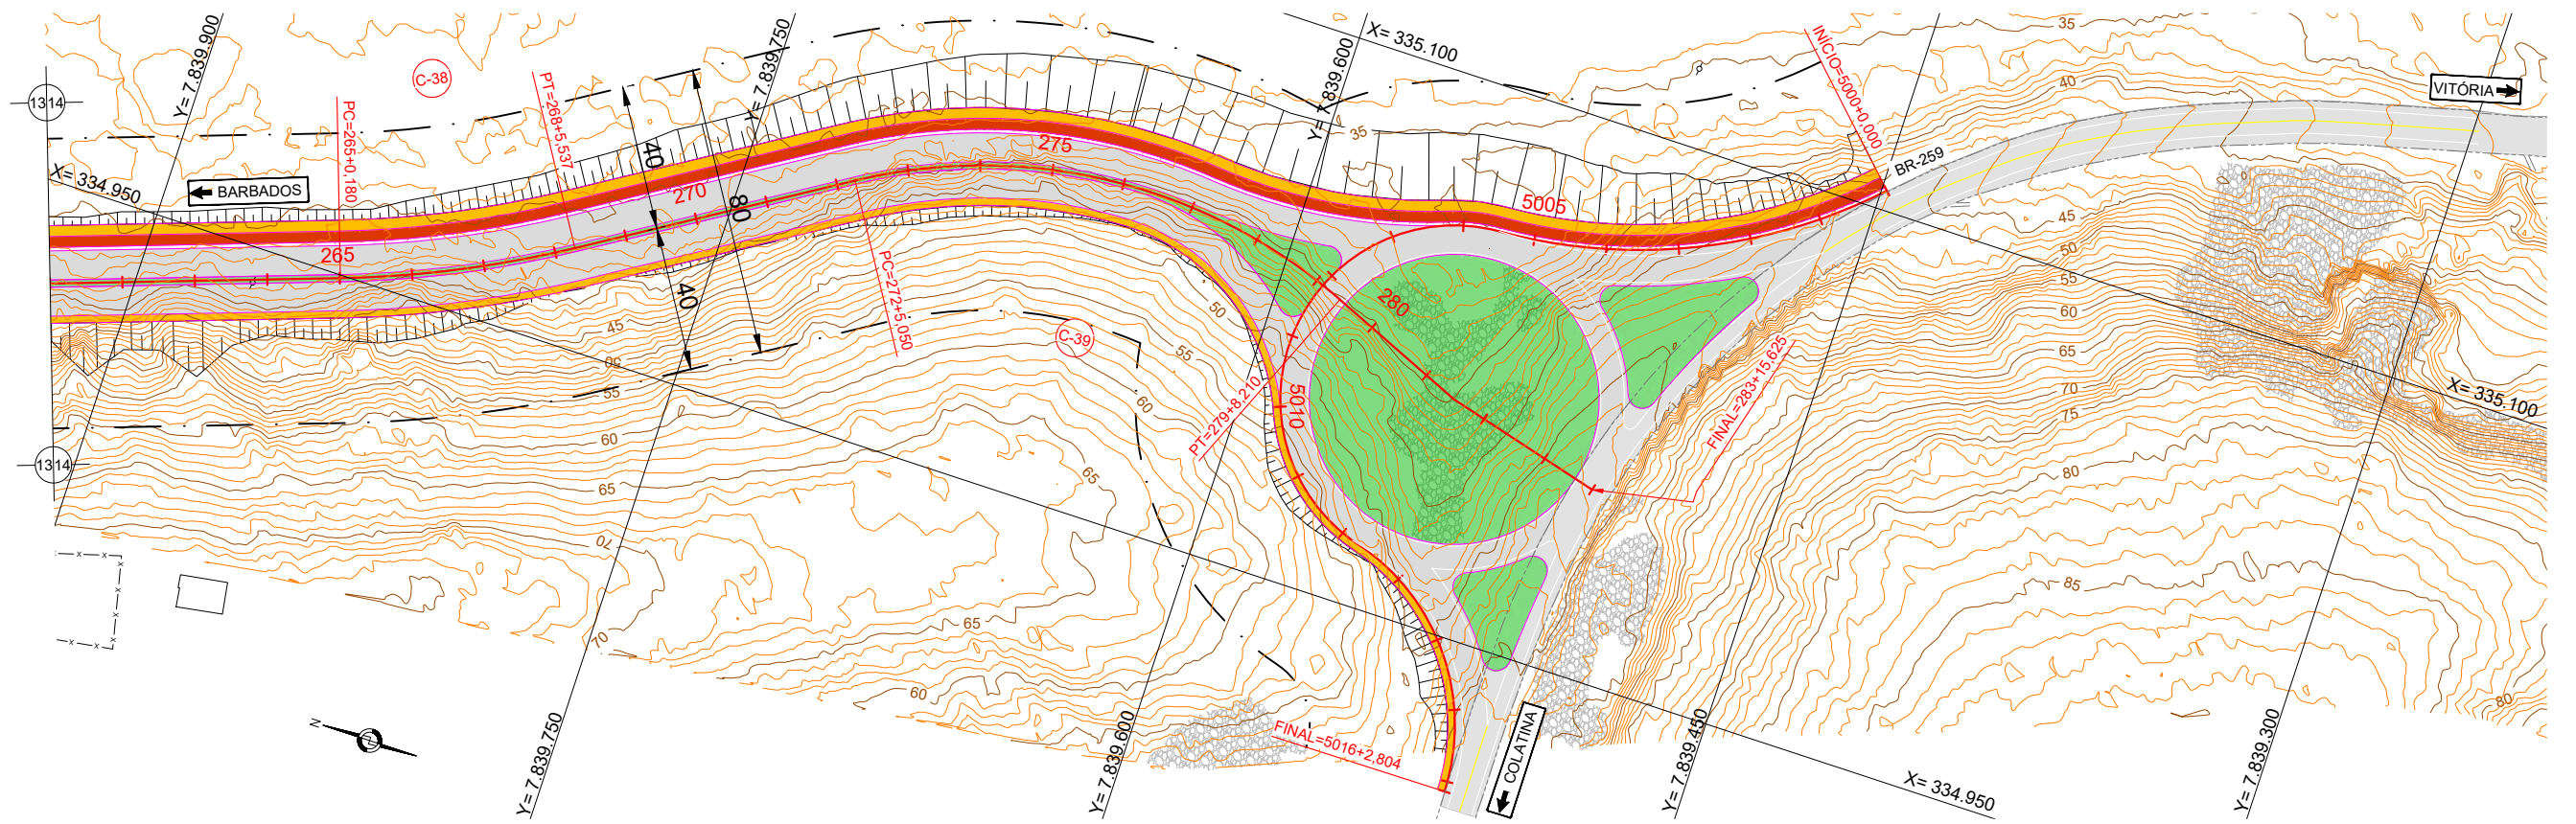 Y= 7.839.900
C-38
1314
PC=265+0,180
PT=268+5,537
Y= 7.839.750
40
X= 334.950
BARBADOS
270
80
265
40
275
PC=272+5,050
C-39
Y= 7.839.600
X= 335.100
35
INÍCIO=5000+0,000
35
40
VITÓRIA
BR-259
5005
280
45
50
55
60
65
70
75
X= 335.100
45
50
55
60
65
70
70
1314
50
55
60
65
65
60
5010
PT=279+8,210
FINAL=283+15,625
80
85
80
N
Y= 7.839.750
Y= 7.839.600
FINAL=5016+2,804
COLATINA
Y= 7.839.450
X= 334.950
Y= 7.839.300